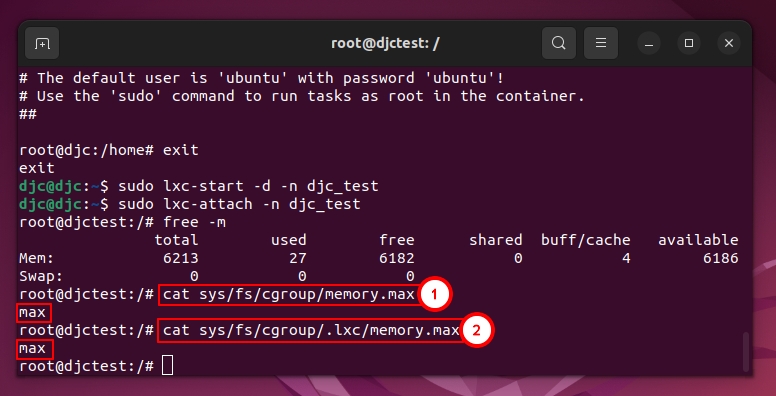 root@djctest: /
# The default user is 'ubuntu' with password 'ubuntu'!
# Use the 'sudo' command to run tasks as root in the container.
##
root@djc:/home# exit
exit
djc@djc:~$ sudo lxc-start -d -n djc_test
djc@djc:~$ sudo lxc-attach -n djc_test
root@djctest:/# free -m
total used free shared buff/cache available
Mem: 6213 27 6182 0 4 6186
Swap: 0 0 0
root@djctest:/# cat sys/fs/cgroup/memory.max 1
max
root@djctest:/# cat sys/fs/cgroup/.lxc/memory.max 2
max
root@djctest:/#